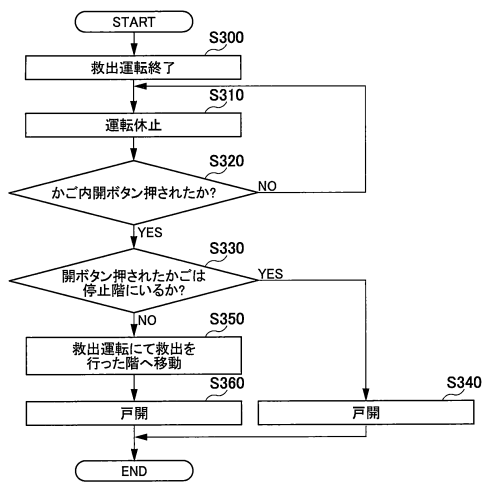 START
S300
救出運転終了
S310
運転休止
S320
かご内開ボタン押されたか?
NO
YES
S330
開ボタン押されたかごは
停止階にいるか?
YES
NO
S350
救出運転にて救出を
行った階へ移動
S360
戸開
S340
戸開
END